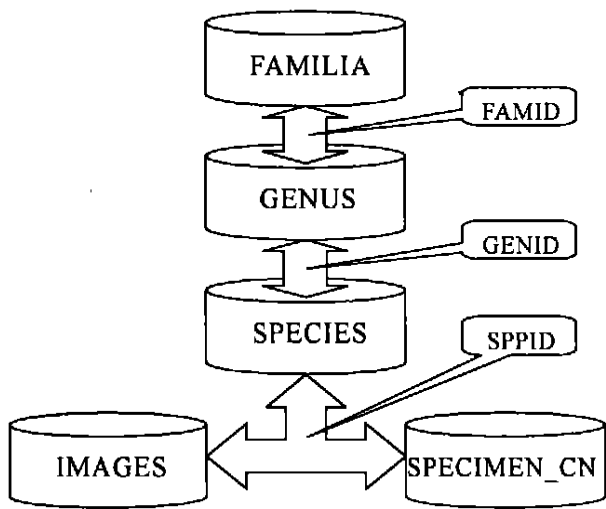 FAMILIA
FAMID
GENUS
GENID
SPECIES
SPPID
IMAGES
SPECIMEN_CN